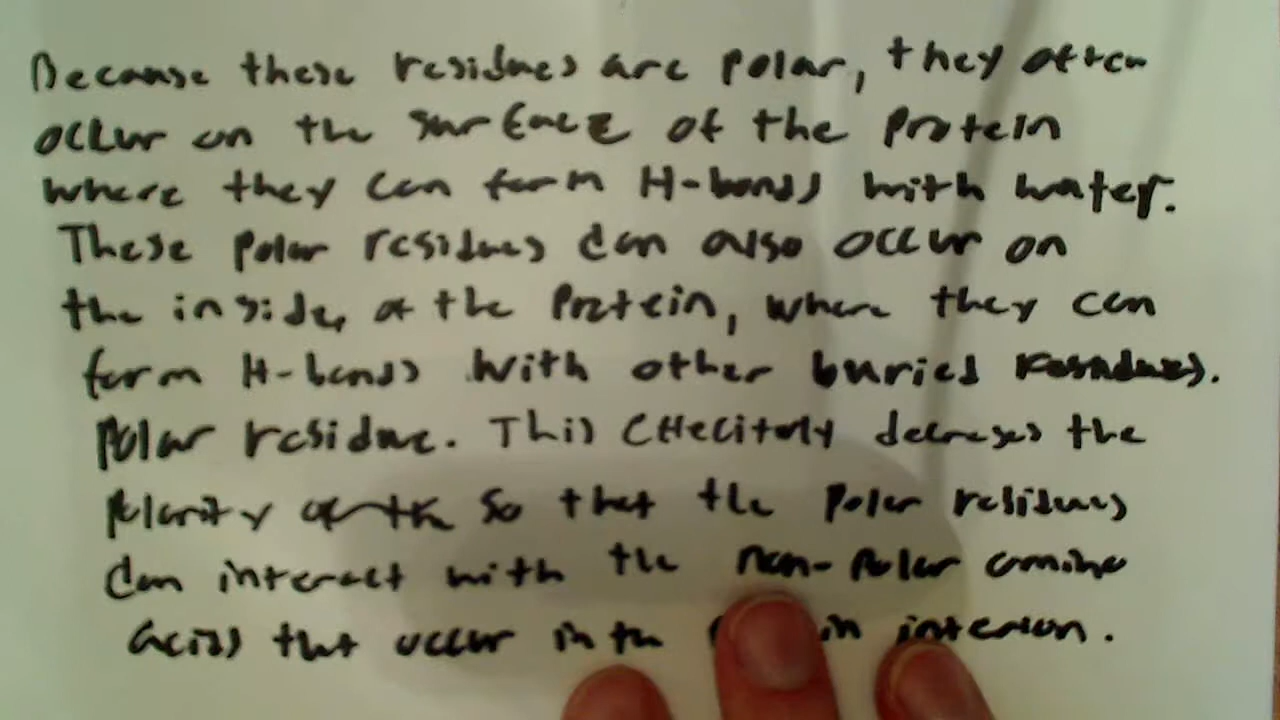 Because these residues are polar, they often
occur on the surface of the protein
where they can form H-bonds with water.
These polar residues can also occur on
the inside of the protein, where they can
form H-bonds with other buried residues.
Polar residue. This effecitvly decreases the
polarity so that the polar residues
can interact with the non-polar amino
acids that occur in the in interion.